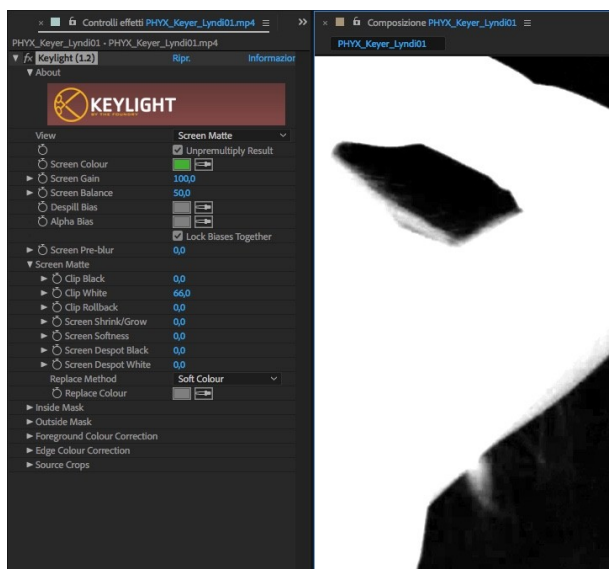 Controlli effetti PHYX_Keyer_Lyndi01.mp4
PHYX_Keyer_Lyndi01 • PHYX_Keyer_Lyndi01.mp4
fx Keylight (1.2) Ripr. Informazion
About
KEYLIGHT
BY THE FOUNDRY
View Screen Matte
Unpremultiply Result
Screen Colour
Screen Gain 100,0
Screen Balance 50,0
Despill Bias
Alpha Bias
Lock Biases Together
Screen Pre-blur 0,0
Screen Matte
Clip Black 0,0
Clip White 66,0
Clip Rollback 0,0
Screen Shrink/Grow 0,0
Screen Softness 0,0
Screen Despot Black 0,0
Screen Despot White 0,0
Replace Method Soft Colour
Replace Colour
Inside Mask
Outside Mask
Foreground Colour Correction
Edge Colour Correction
Source Crops
Composizione PHYX_Keyer_Lyndi01
PHYX_Keyer_Lyndi01